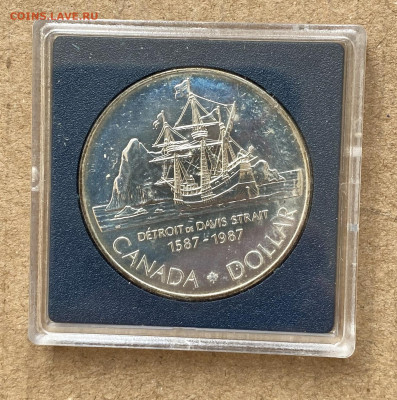 COINS.LAVE.RU
DÉTROIT DE DAVIS STRAIT
1587-1987
CANADA DOLLAR